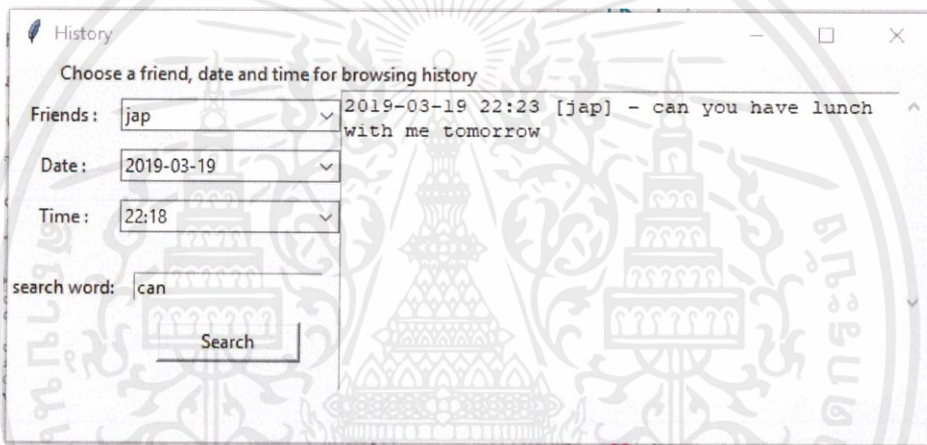 History
Choose a friend, date and time for browsing history
Friends :
jap
2019-03-19 22:23 [jap] - can you have lunch
with me tomorrow
Date :
2019-03-19
Time :
22:18
search word:
can
Search